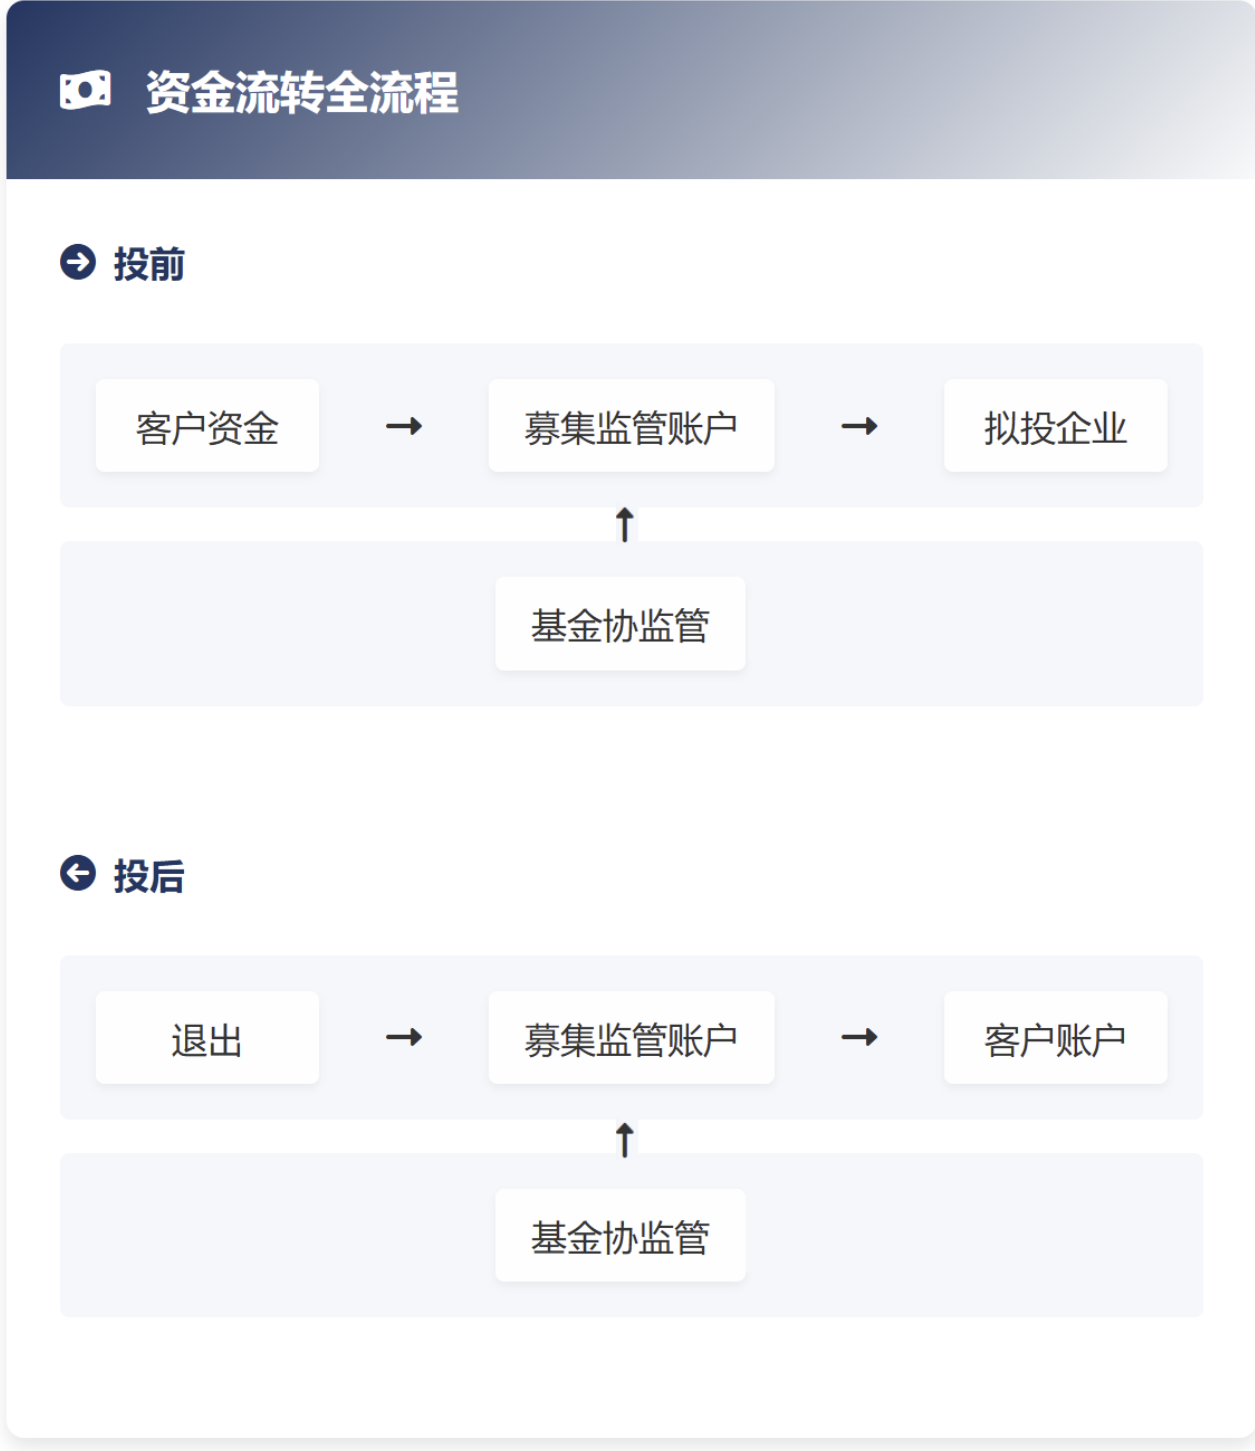 资金流转全流程
投前
客户资金 → 募集监管账户 → 拟投企业
↑
基金协监管
投后
退出 → 募集监管账户 → 客户账户
↑
基金协监管